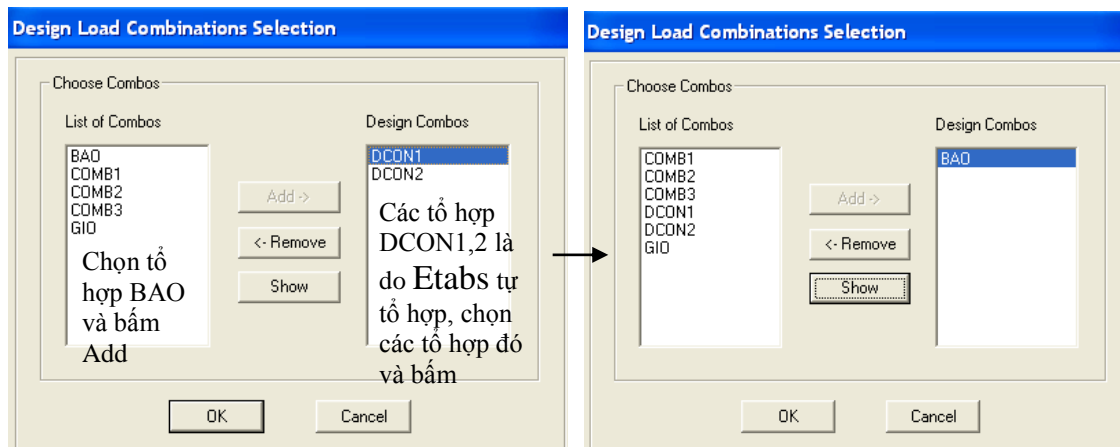 Design Load Combinations Selection
Choose Combos
List of Combos
BAO
COMB1
COMB2
COMB3
GIO
Chọn tổ
hợp BAO
và bấm
Add
Add ->
<- Remove
Show
Design Combos
DCON1
DCON2
Các tổ hợp
DCON1,2 là
do Etabs tự
tổ hợp, chọn
các tổ hợp đó
và bấm
OK
Cancel
Design Load Combinations Selection
Choose Combos
List of Combos
COMB1
COMB2
COMB3
DCON1
DCON2
GIO
Add ->
<- Remove
Show
Design Combos
BAO
OK
Cancel